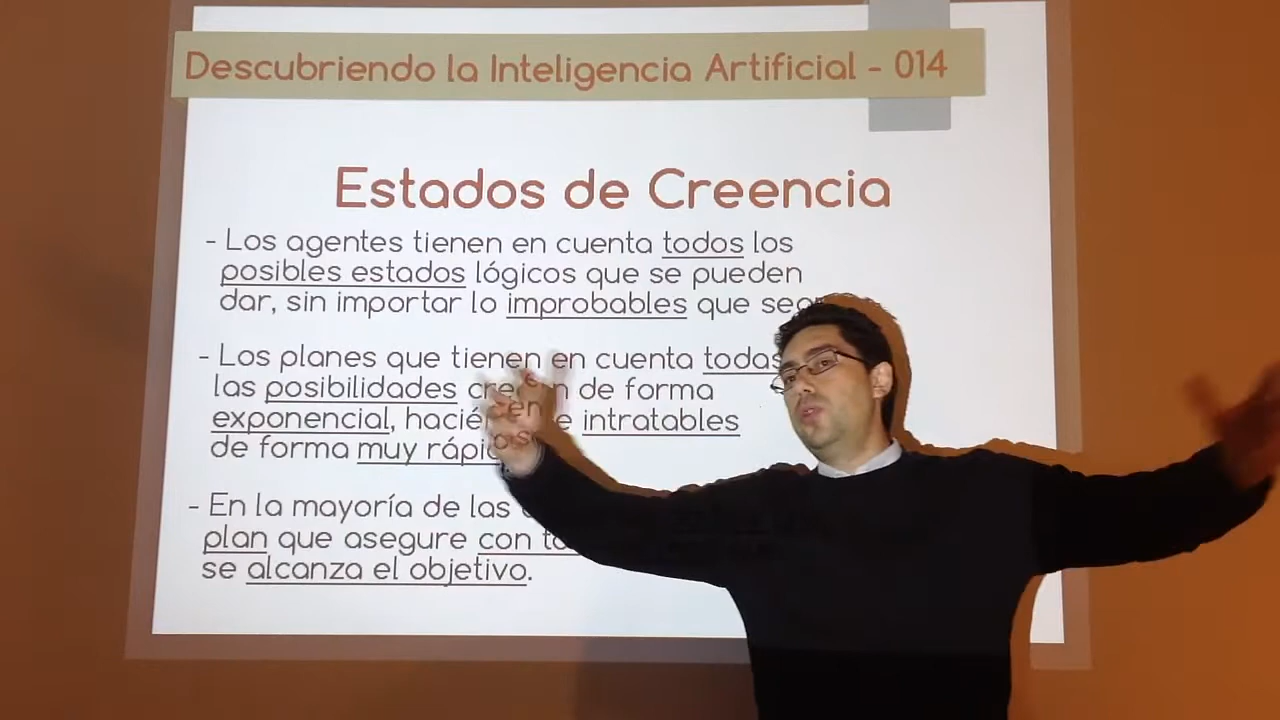 Descubriendo la Inteligencia Artificial - 014
Estados de Creencia
- Los agentes tienen en cuenta todos los
posibles estados lógicos que se pueden
dar, sin importar lo improbables que
- Los planes que tienen en cuenta todas
las posibilidades crecen de forma
exponencial, intratables
de forma muy
- En la mayoría de las
plan que asegure con
se alcanza el objetivo.